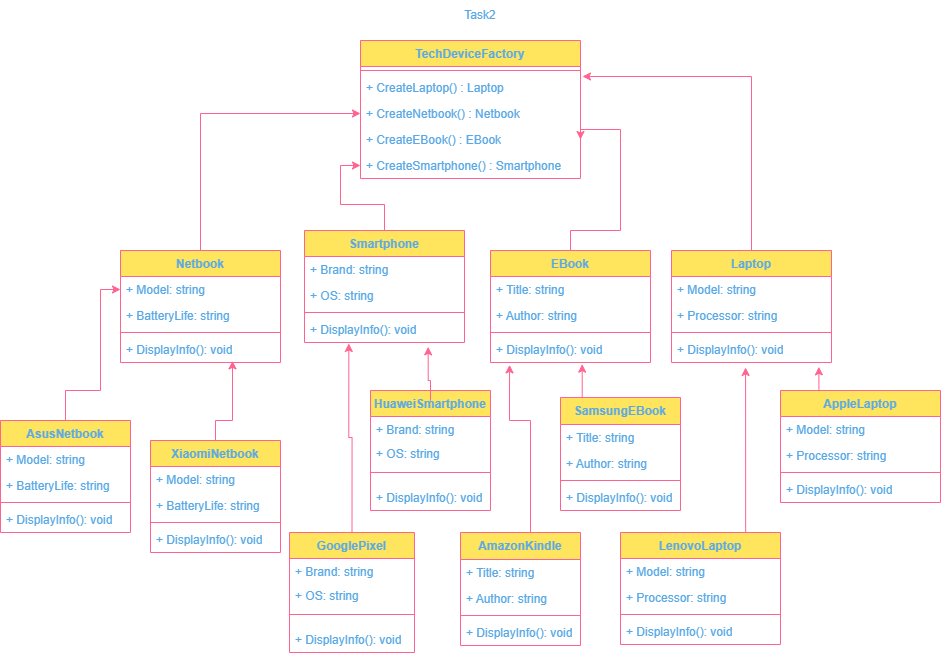 Task2
TechDeviceFactory
+ CreateLaptop() : Laptop
+ CreateNetbook() : Netbook
+ CreateEBook() : EBook
+ CreateSmartphone() : Smartphone
Netbook
+ Model: string
+ BatteryLife: string
+ DisplayInfo(): void
Smartphone
+ Brand: string
+ OS: string
+ DisplayInfo(): void
EBook
+ Title: string
+ Author: string
+ DisplayInfo(): void
Laptop
+ Model: string
+ Processor: string
+ DisplayInfo(): void
AsusNetbook
+ Model: string
+ BatteryLife: string
+ DisplayInfo(): void
XiaomiNetbook
+ Model: string
+ BatteryLife: string
+ DisplayInfo(): void
HuaweiSmartphone
+ Brand: string
+ OS: string
+ DisplayInfo(): void
SamsungEBook
+ Title: string
+ Author: string
+ DisplayInfo(): void
AppleLaptop
+ Model: string
+ Processor: string
+ DisplayInfo(): void
GooglePixel
+ Brand: string
+ OS: string
+ DisplayInfo(): void
AmazonKindle
+ Title: string
+ Author: string
+ DisplayInfo(): void
LenovoLaptop
+ Model: string
+ Processor: string
+ DisplayInfo(): void